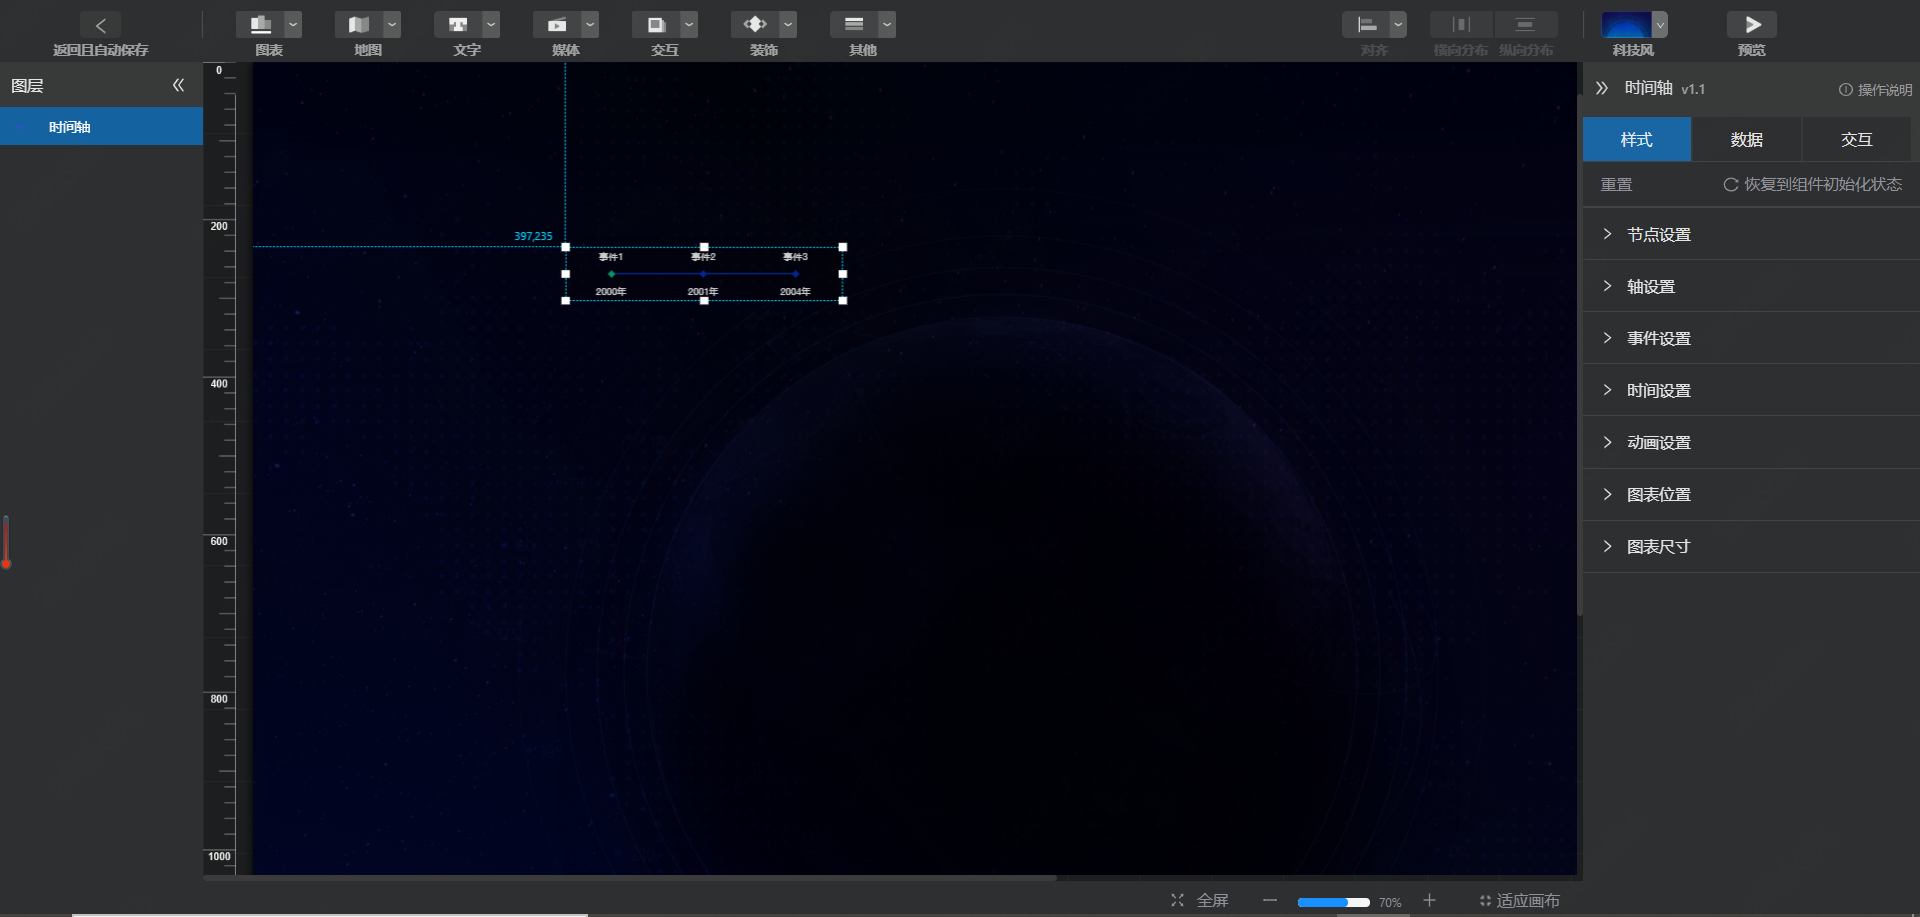 返回且自动保存
图表
地图
文字
媒体
交互
装饰
其他
对齐
横向分布
纵向分布
科技风
预览
图层
时间轴
0
200
400
600
800
1000
397,235
事件1 事件2 事件3
2000年 2001年 2004年
时间轴 v1.1
操作说明
样式 数据 交互
重置 恢复到组件初始化状态
节点设置
轴设置
事件设置
时间设置
动画设置
图表位置
图表尺寸
全屏
70%
适应画布